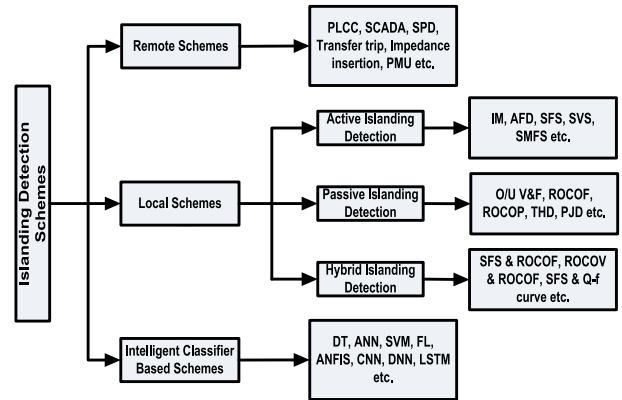 Islanding Detection
Schemes
Remote Schemes
PLCC, SCADA, SPD,
Transfer trip, Impedance
insertion, PMU etc.
Local Schemes
Active Islanding
Detection
IM, AFD, SFS, SVS,
SMFS etc.
Passive Islanding
Detection
O/U V&F, ROCOF,
ROCOP, THD, PJD etc.
Hybrid Islanding
Detection
SFS & ROCOF, ROCOV
& ROCOF, SFS & Q-f
curve etc.
Intelligent Classifier
Based Schemes
DT, ANN, SVM, FL,
ANFIS, CNN, DNN, LSTM
etc.